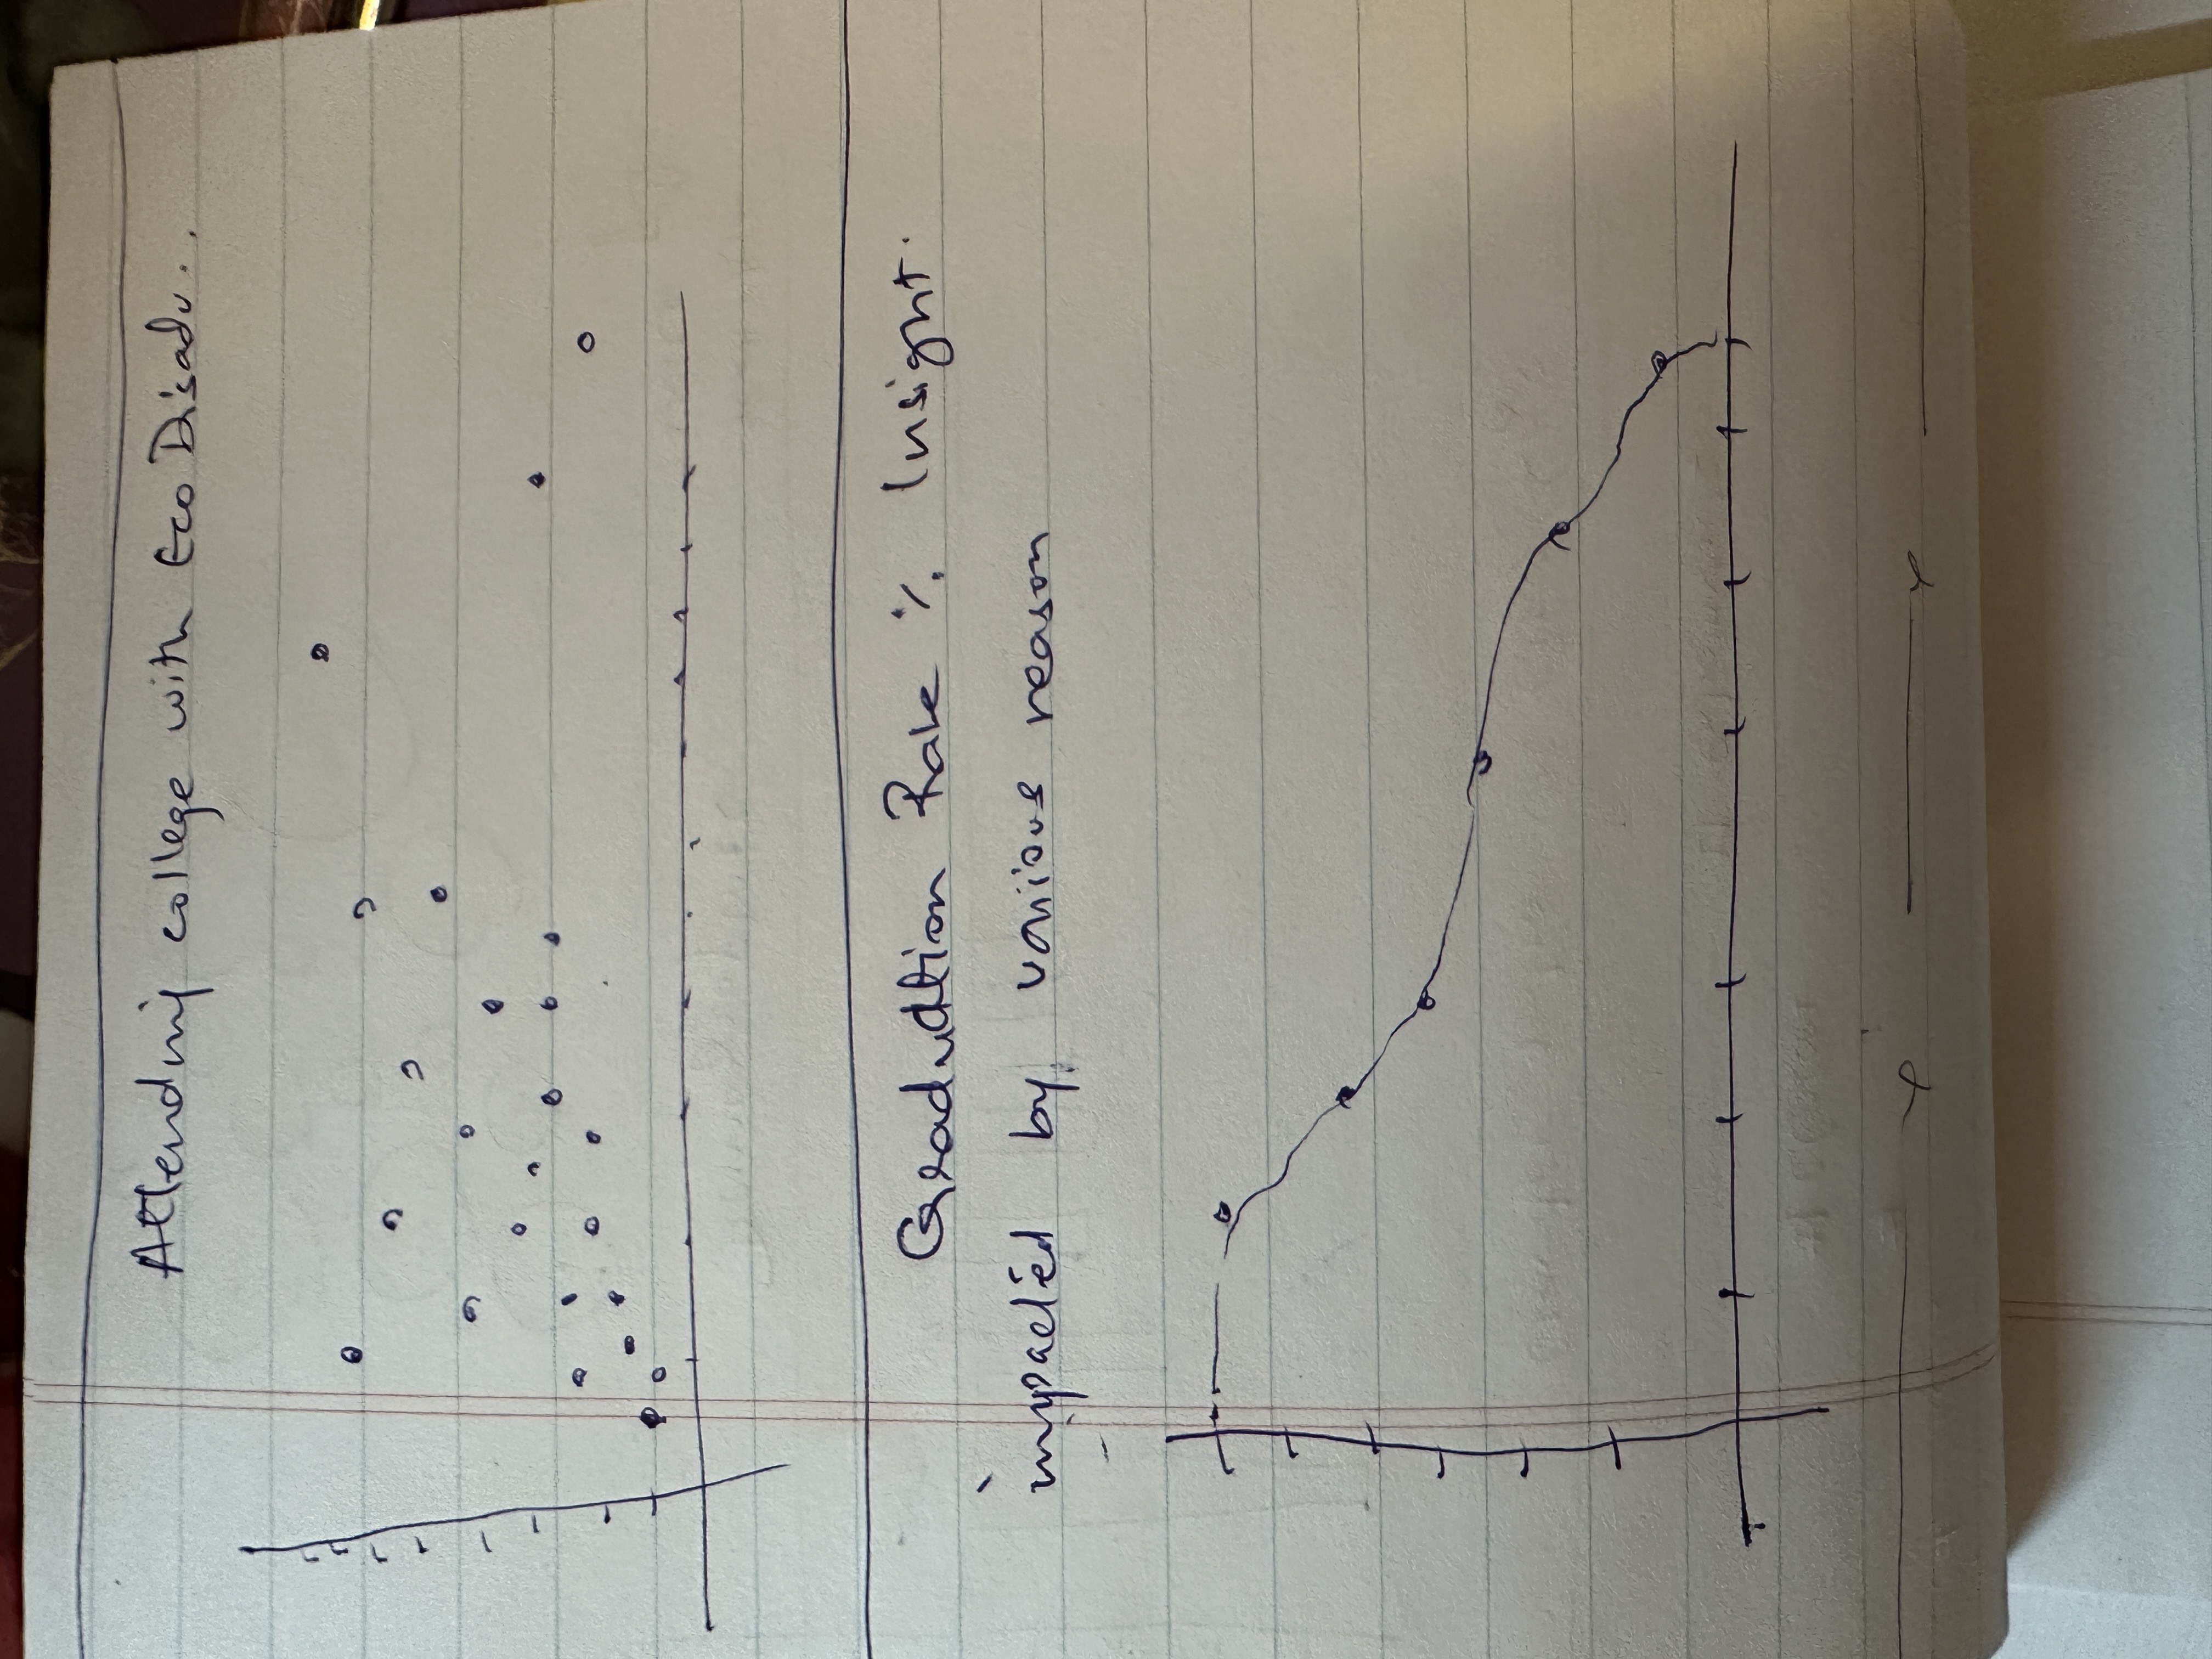 Attending college with Eco Disadv..
Graduation Rate % Insight.
impacted by various reason